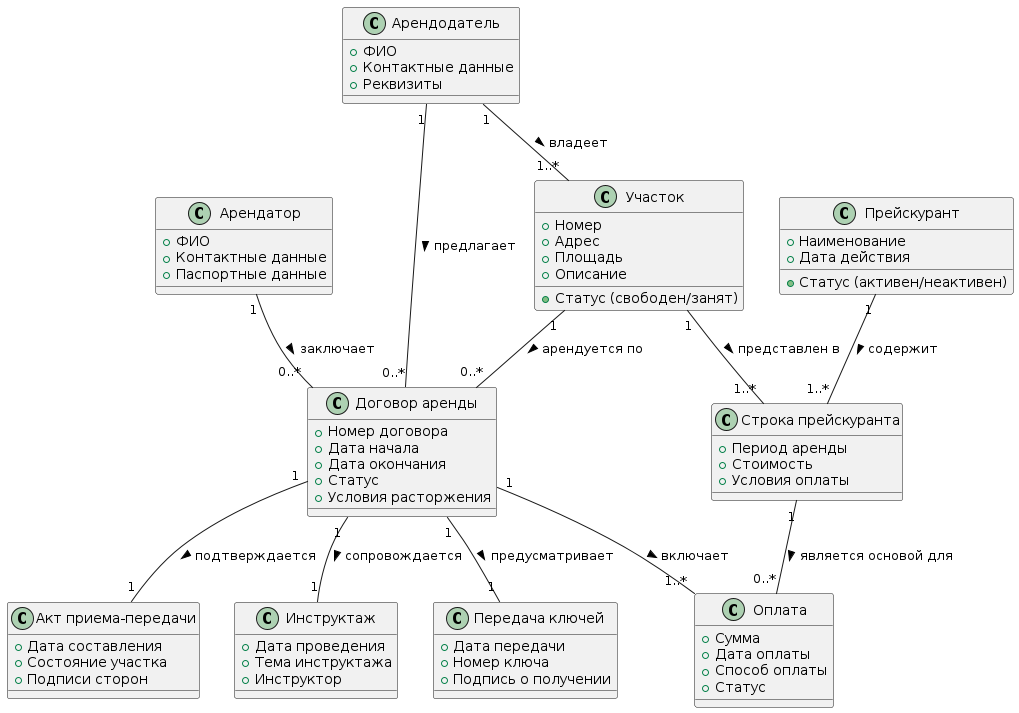 C Арендодатель
ФИО
Контактные данные
Реквизиты
1
1
владеет
1..*
C Участок
Номер
Адрес
Площадь
Описание
Статус (свободен/занят)
C Прейскурант
Наименование
Дата действия
Статус (активен/неактивен)
C Арендатор
ФИО
Контактные данные
Паспортные данные
предлагает
1
заключает
0..*
0..*
1
арендуется по
0..*
1
представлен в
1..*
1
содержит
1..*
C Договор аренды
Номер договора
Дата начала
Дата окончания
Статус
Условия расторжения
C Строка прейскуранта
Период аренды
Стоимость
Условия оплаты
1
подтверждается
1
1
сопровождается
1
1
предусматривает
1
1
включает
1..*
1
является основой для
0..*
C Акт приема-передачи
Дата составления
Состояние участка
Подписи сторон
C Инструктаж
Дата проведения
Тема инструктажа
Инструктор
C Передача ключей
Дата передачи
Номер ключа
Подпись о получении
C Оплата
Сумма
Дата оплаты
Способ оплаты
Статус